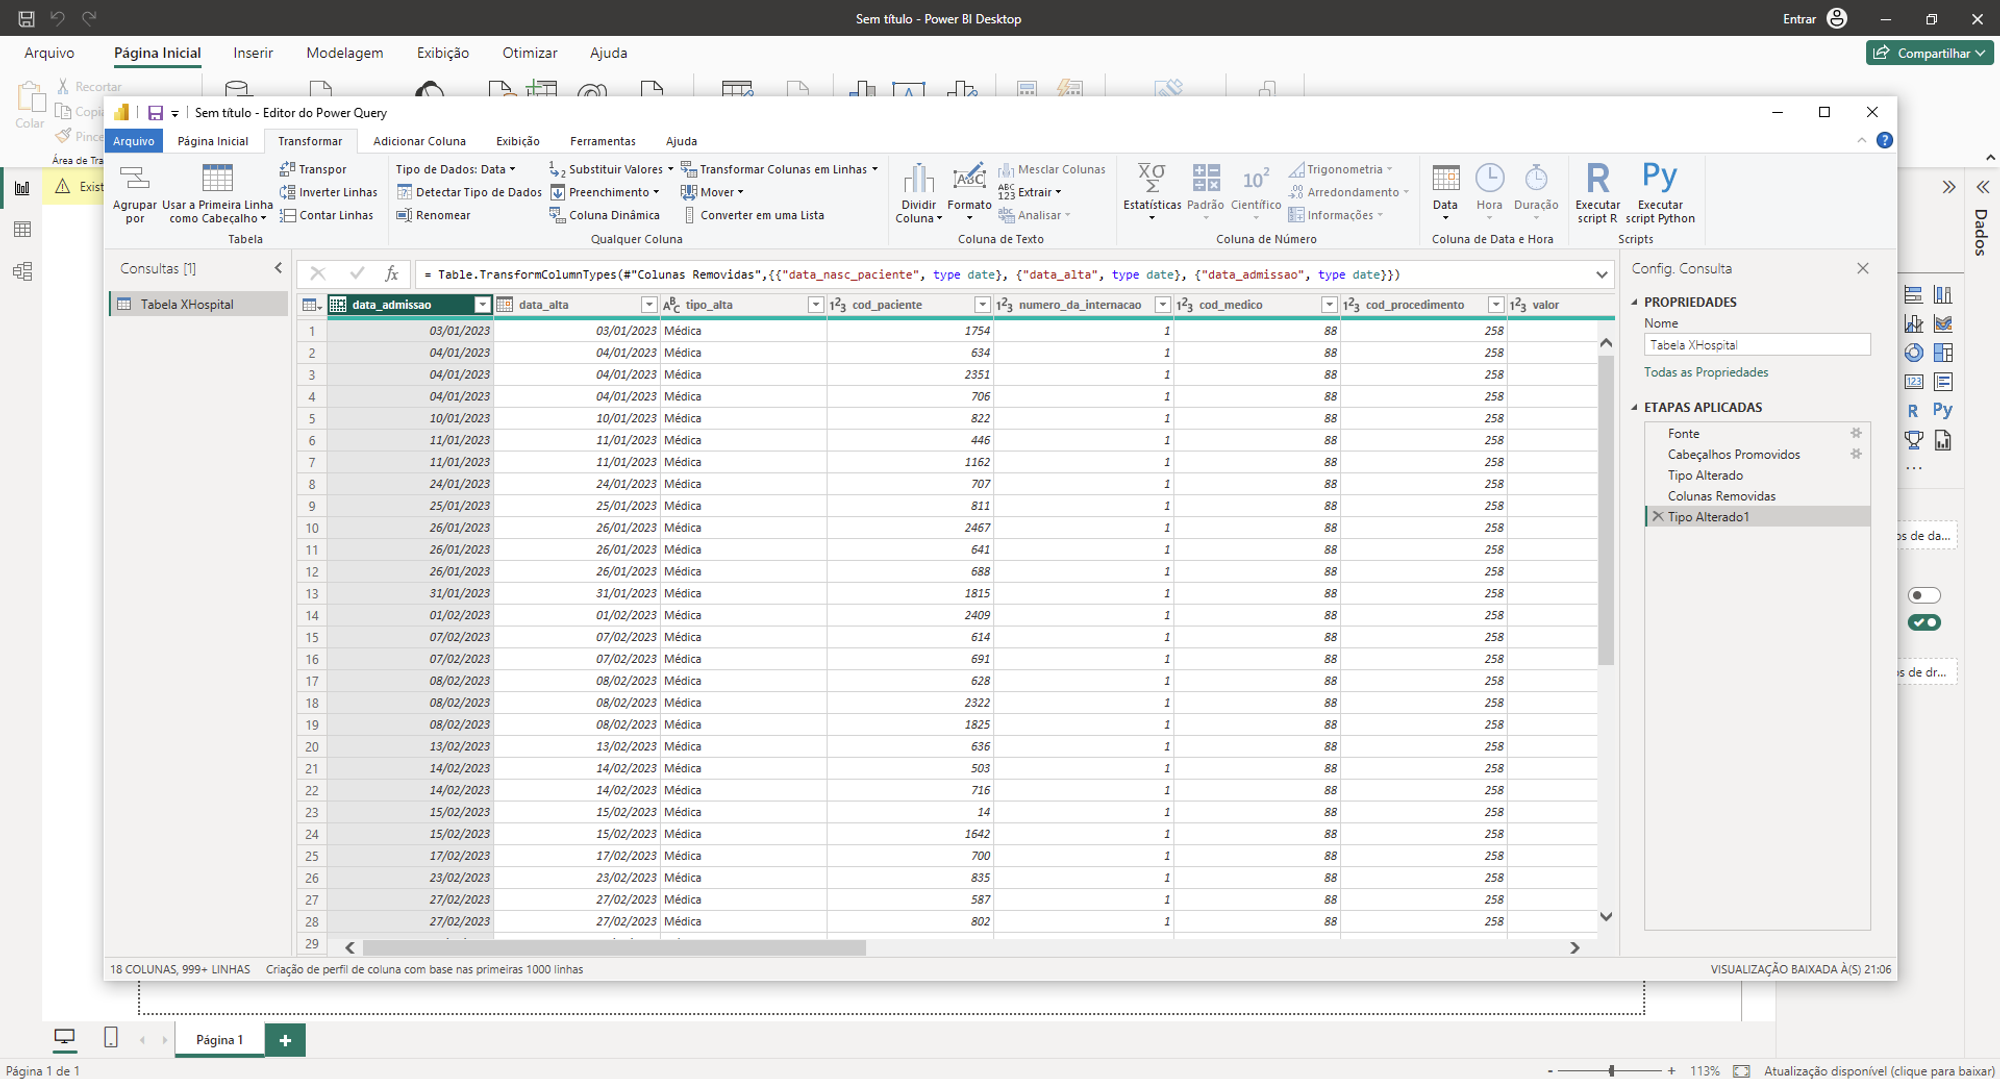 Sem título - Power BI Desktop
Entrar
Arquivo Página Inicial Inserir Modelagem Exibição Otimizar Ajuda
Compartilhar
Recortar
Colar
Área de Tra
Sem título - Editor do Power Query
Arquivo Página Inicial Transformar Adicionar Coluna Exibição Ferramentas Ajuda
Agrupar por
Usar a Primeira Linha como Cabeçalho
Transpor
Inverter Linhas
Contar Linhas
Tabela
Tipo de Dados: Data
Detectar Tipo de Dados
Renomear
Substituir Valores
Preenchimento
Coluna Dinâmica
Transformar Colunas em Linhas
Mover
Converter em uma Lista
Qualquer Coluna
Dividir Coluna
Formato
Mesclar Colunas
Extrair
Analisar
Coluna de Texto
Estatísticas
Padrão
Científico
Trigonometria
Arredondamento
Informações
Coluna de Número
Data
Hora
Duração
Coluna de Data e Hora
Executar script R
Executar script Python
Scripts
Exist
Dados
Consultas [1]
Tabela XHospital
fx = Table.TransformColumnTypes(#"Colunas Removidas",{{"data_nasc_paciente", type date}, {"data_alta", type date}, {"data_admissao", type date}})
data_admissao data_alta tipo_alta cod_paciente numero_da_internacao cod_medico cod_procedimento valor
1 03/01/2023 03/01/2023 Médica 1754 1 88 258
2 04/01/2023 04/01/2023 Médica 634 1 88 258
3 04/01/2023 04/01/2023 Médica 2351 1 88 258
4 04/01/2023 04/01/2023 Médica 706 1 88 258
5 10/01/2023 10/01/2023 Médica 822 1 88 258
6 11/01/2023 11/01/2023 Médica 446 1 88 258
7 11/01/2023 11/01/2023 Médica 1162 1 88 258
8 24/01/2023 24/01/2023 Médica 707 1 88 258
9 25/01/2023 25/01/2023 Médica 811 1 88 258
10 26/01/2023 26/01/2023 Médica 2467 1 88 258
11 26/01/2023 26/01/2023 Médica 641 1 88 258
12 26/01/2023 26/01/2023 Médica 688 1 88 258
13 31/01/2023 31/01/2023 Médica 1815 1 88 258
14 01/02/2023 01/02/2023 Médica 2409 1 88 258
15 07/02/2023 07/02/2023 Médica 614 1 88 258
16 07/02/2023 07/02/2023 Médica 691 1 88 258
17 08/02/2023 08/02/2023 Médica 628 1 88 258
18 08/02/2023 08/02/2023 Médica 2322 1 88 258
19 08/02/2023 08/02/2023 Médica 1825 1 88 258
20 13/02/2023 13/02/2023 Médica 636 1 88 258
21 14/02/2023 14/02/2023 Médica 503 1 88 258
22 14/02/2023 14/02/2023 Médica 716 1 88 258
23 15/02/2023 15/02/2023 Médica 14 1 88 258
24 15/02/2023 15/02/2023 Médica 1642 1 88 258
25 17/02/2023 17/02/2023 Médica 700 1 88 258
26 23/02/2023 23/02/2023 Médica 835 1 88 258
27 27/02/2023 27/02/2023 Médica 587 1 88 258
28 27/02/2023 27/02/2023 Médica 802 1 88 258
29
Config. Consulta
PROPRIEDADES
Nome
Tabela XHospital
Todas as Propriedades
ETAPAS APLICADAS
Fonte
Cabeçalhos Promovidos
Tipo Alterado
Colunas Removidas
Tipo Alterado1
R Py
os de da...
os de dr...
18 COLUNAS, 999+ LINHAS Criação de perfil de coluna com base nas primeiras 1000 linhas
VISUALIZAÇÃO BAIXADA À(S) 21:06
Página 1
Página 1 de 1
113%
Atualização disponível (clique para baixar)